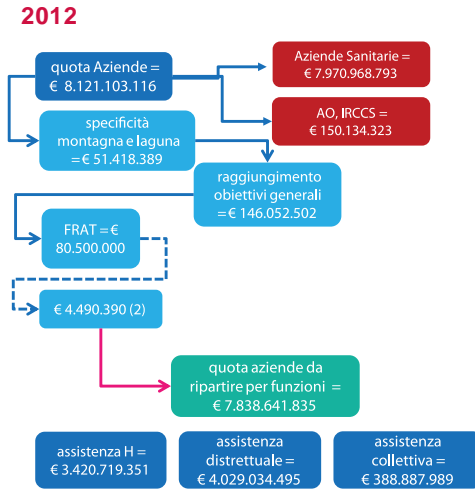 2012
quota Aziende =
€ 8.121.103.116
Aziende Sanitarie =
€ 7.970.968.793
AO, IRCCS =
€ 150.134.323
specificità
montagna e laguna
= € 51.418.389
raggiungimento
obiettivi generali
= € 146.052.502
FRAT = €
80.500.000
€ 4.490.390 (2)
quota aziende da
ripartire per funzioni =
€ 7.838.641.835
assistenza H =
€ 3.420.719.351
assistenza
distrettuale =
€ 4.029.034.495
assistenza
collettiva =
€ 388.887.989